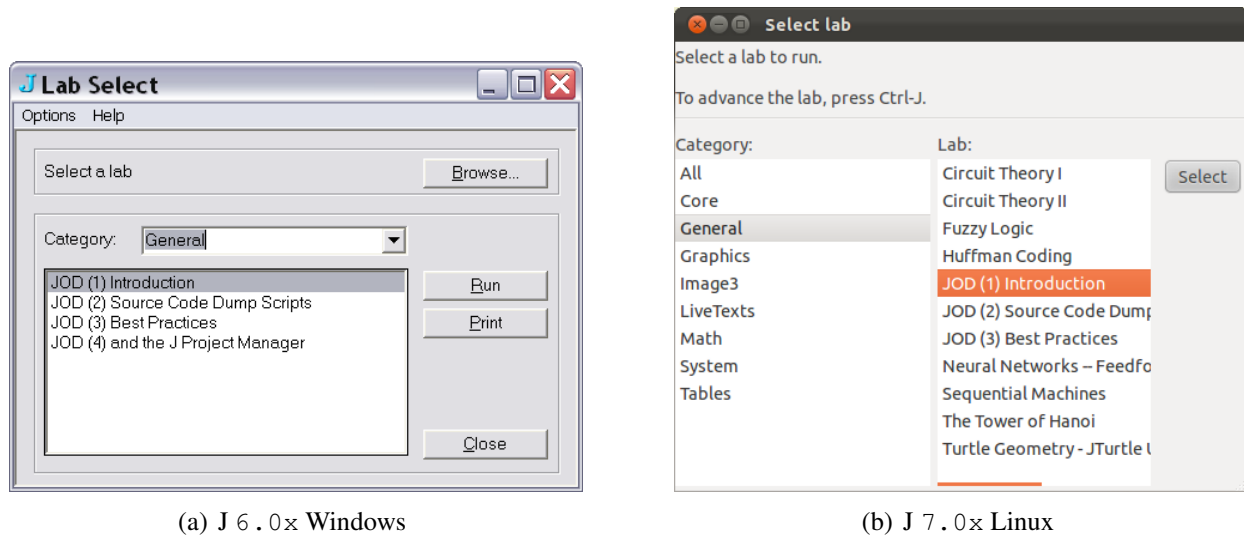 J Lab Select
Options Help
Select a lab
Browse...
Category: General
JOD (1) Introduction
JOD (2) Source Code Dump Scripts
JOD (3) Best Practices
JOD (4) and the J Project Manager
Run
Print
Close
(a) J 6.0x Windows
Select lab
Select a lab to run.
To advance the lab, press Ctrl-J.
Category:
All
Core
General
Graphics
Image3
LiveTexts
Math
System
Tables
Lab:
Circuit Theory I
Circuit Theory II
Fuzzy Logic
Huffman Coding
JOD (1) Introduction
JOD (2) Source Code Dump
JOD (3) Best Practices
Neural Networks – Feedfo
Sequential Machines
The Tower of Hanoi
Turtle Geometry - JTurtle
Select
(b) J 7.0x Linux